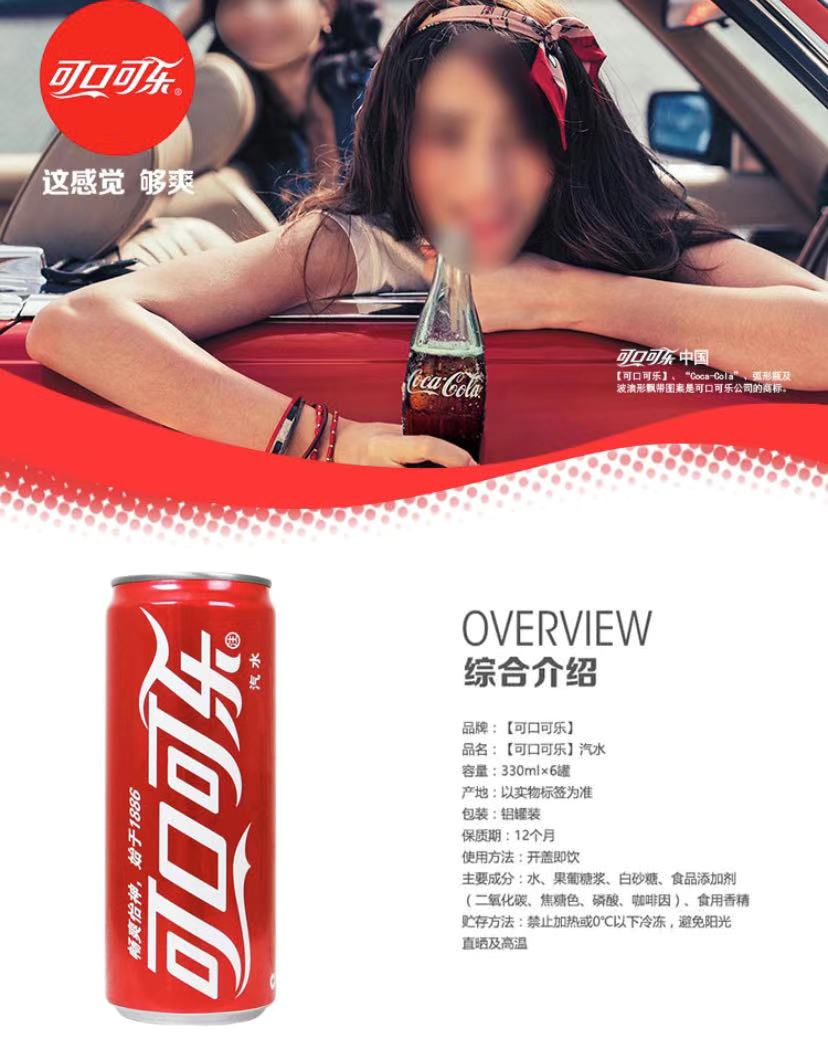 可口可乐®
这感觉 够爽
Coca-Cola
可口可乐 中国
【可口可乐】、“Coca-Cola”、弧形瓶及
波浪形飘带图案是可口可乐公司的商标。
可口可乐
汽水
畅爽怡神，始于1886
OVERVIEW
综合介绍
品牌：【可口可乐】
品名：【可口可乐】汽水
容量：330ml×6罐
产地：以实物标签为准
包装：铝罐装
保质期：12个月
使用方法：开盖即饮
主要成分：水、果葡糖浆、白砂糖、食品添加剂
（二氧化碳、焦糖色、磷酸、咖啡因）、食用香精
贮存方法：禁止加热或0℃以下冷冻，避免阳光
直晒及高温